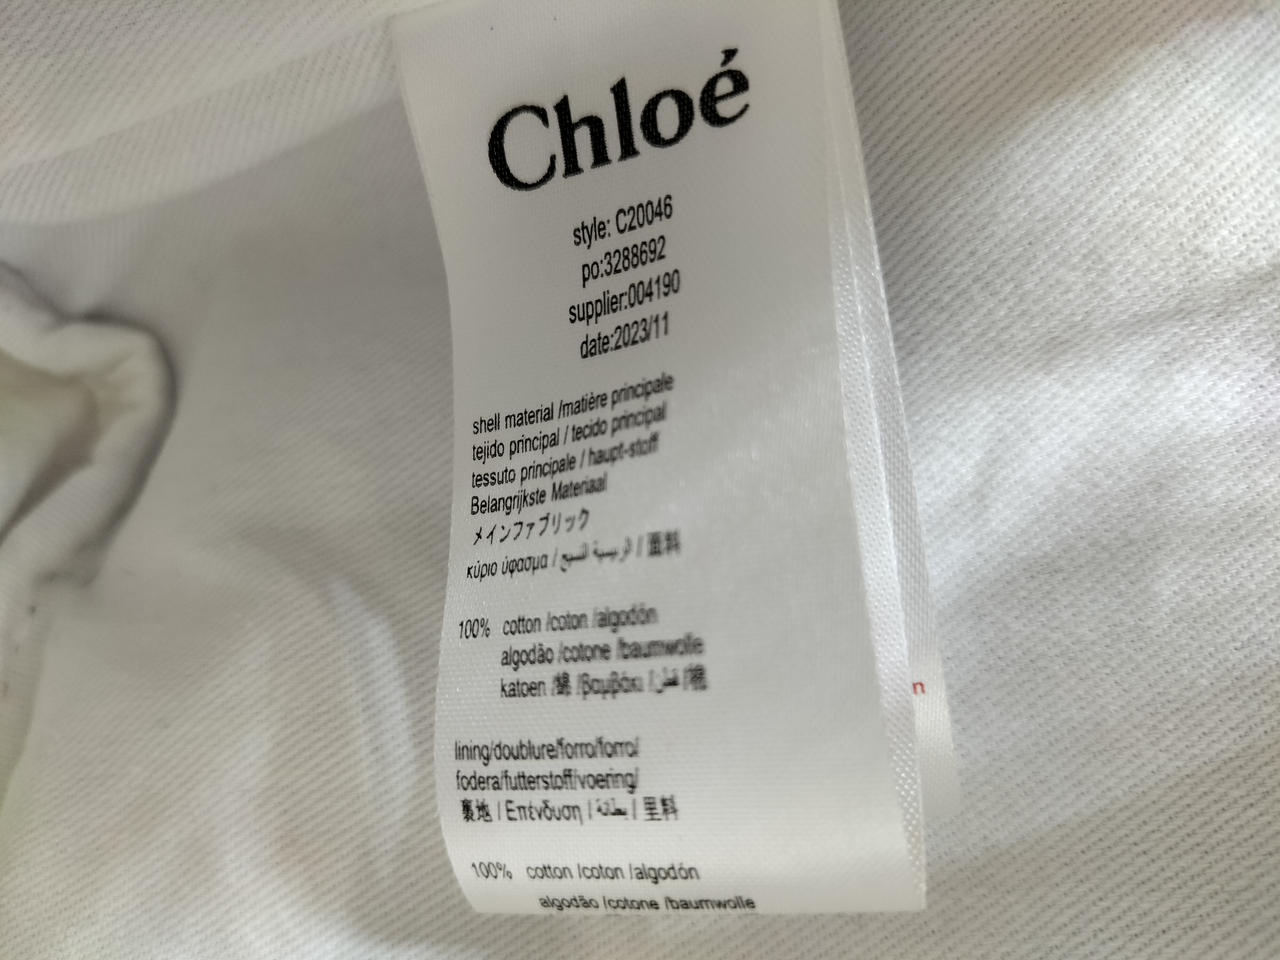 Chloé
style: C20046
po:3288692
supplier:004190
date:2023/11
shell material /matière principale
tejido principal / tecido principal
tessuto principale / haupt-stoff
Belangrijkste Materiaal
メインファブリック
κύριο ύφασμα / الرئيسية النسيج / 面料
100% cotton /coton /algodón
algodão /cotone /baumwolle
katoen /綿 /βαμβάκι /قطن /棉
lining/doublure/forro/forro/
fodera/futterstoff/voering/
裏地 / Επένδυση / بطانة / 里料
100% cotton /coton /algodón
algodão /cotone /baumwolle
n